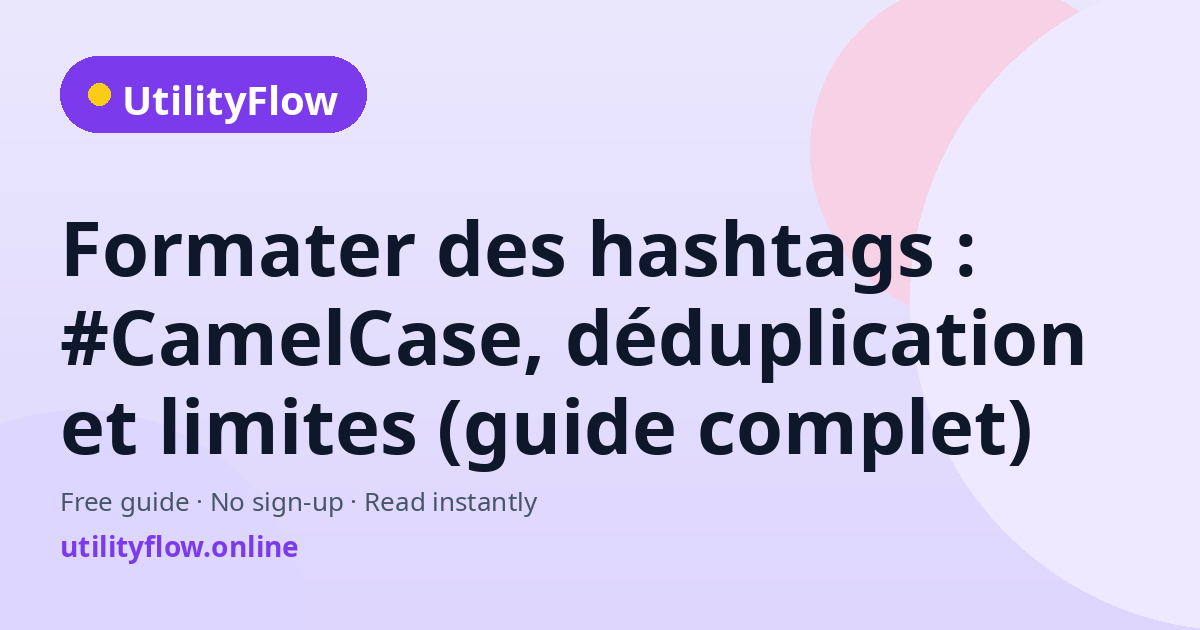 UtilityFlow
Formater des hashtags :
#CamelCase, déduplication
et limites (guide complet)
Free guide · No sign-up · Read instantly
utilityflow.online